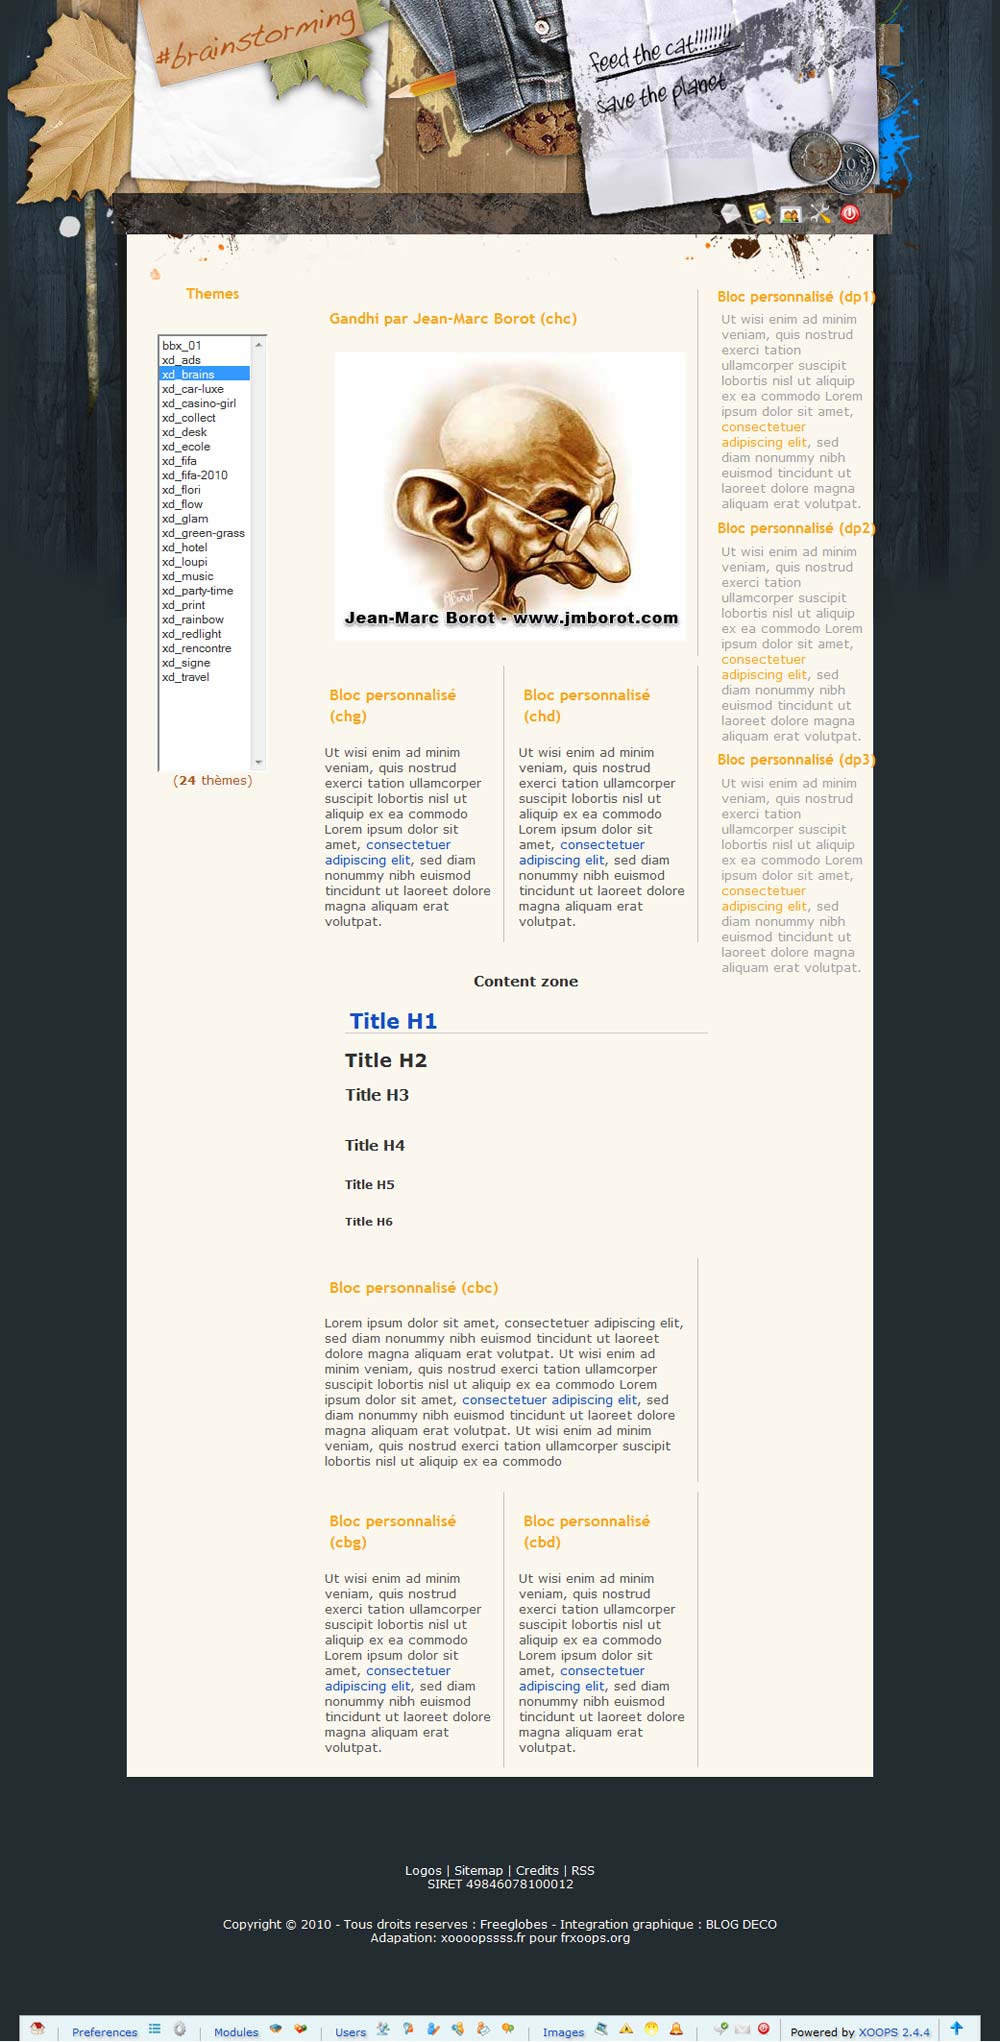 #brainstorming
feed the cat!!!!!!!
save the planet
Themes
bbx_01
xd_ads
xd_brains
xd_car-luxe
xd_casino-girl
xd_collect
xd_desk
xd_ecole
xd_fifa
xd_fifa-2010
xd_flori
xd_flow
xd_glam
xd_green-grass
xd_hotel
xd_loupi
xd_music
xd_party-time
xd_print
xd_rainbow
xd_redlight
xd_rencontre
xd_signe
xd_travel
(24 thèmes)
Gandhi par Jean-Marc Borot (chc)
Jean-Marc Borot - www.jmborot.com
Bloc personnalisé
(chg)
Ut wisi enim ad minim
veniam, quis nostrud
exerci tation ullamcorper
suscipit lobortis nisl ut
aliquip ex ea commodo
Lorem ipsum dolor sit
amet, consectetuer
adipiscing elit, sed diam
nonummy nibh euismod
tincidunt ut laoreet dolore
magna aliquam erat
volutpat.
Bloc personnalisé
(chd)
Ut wisi enim ad minim
veniam, quis nostrud
exerci tation ullamcorper
suscipit lobortis nisl ut
aliquip ex ea commodo
Lorem ipsum dolor sit
amet, consectetuer
adipiscing elit, sed diam
nonummy nibh euismod
tincidunt ut laoreet dolore
magna aliquam erat
volutpat.
Bloc personnalisé (dp1)
Ut wisi enim ad minim
veniam, quis nostrud
exerci tation
ullamcorper suscipit
lobortis nisl ut aliquip
ex ea commodo Lorem
ipsum dolor sit amet,
consectetuer
adipiscing elit, sed
diam nonummy nibh
euismod tincidunt ut
laoreet dolore magna
aliquam erat volutpat.
Bloc personnalisé (dp2)
Ut wisi enim ad minim
veniam, quis nostrud
exerci tation
ullamcorper suscipit
lobortis nisl ut aliquip
ex ea commodo Lorem
ipsum dolor sit amet,
consectetuer
adipiscing elit, sed
diam nonummy nibh
euismod tincidunt ut
laoreet dolore magna
aliquam erat volutpat.
Bloc personnalisé (dp3)
Ut wisi enim ad minim
veniam, quis nostrud
exerci tation
ullamcorper suscipit
lobortis nisl ut aliquip
ex ea commodo Lorem
ipsum dolor sit amet,
consectetuer
adipiscing elit, sed
diam nonummy nibh
euismod tincidunt ut
laoreet dolore magna
aliquam erat volutpat.
Content zone
Title H1
Title H2
Title H3
Title H4
Title H5
Title H6
Bloc personnalisé (cbc)
Lorem ipsum dolor sit amet, consectetuer adipiscing elit,
sed diam nonummy nibh euismod tincidunt ut laoreet
dolore magna aliquam erat volutpat. Ut wisi enim ad
minim veniam, quis nostrud exerci tation ullamcorper
suscipit lobortis nisl ut aliquip ex ea commodo Lorem
ipsum dolor sit amet, consectetuer adipiscing elit, sed
diam nonummy nibh euismod tincidunt ut laoreet dolore
magna aliquam erat volutpat. Ut wisi enim ad minim
veniam, quis nostrud exerci tation ullamcorper suscipit
lobortis nisl ut aliquip ex ea commodo
Bloc personnalisé
(cbg)
Ut wisi enim ad minim
veniam, quis nostrud
exerci tation ullamcorper
suscipit lobortis nisl ut
aliquip ex ea commodo
Lorem ipsum dolor sit
amet, consectetuer
adipiscing elit, sed diam
nonummy nibh euismod
tincidunt ut laoreet dolore
magna aliquam erat
volutpat.
Bloc personnalisé
(cbd)
Ut wisi enim ad minim
veniam, quis nostrud
exerci tation ullamcorper
suscipit lobortis nisl ut
aliquip ex ea commodo
Lorem ipsum dolor sit
amet, consectetuer
adipiscing elit, sed diam
nonummy nibh euismod
tincidunt ut laoreet dolore
magna aliquam erat
volutpat.
Logos | Sitemap | Credits | RSS
SIRET 49846078100012
Copyright © 2010 - Tous droits reserves : Freeglobes - Integration graphique : BLOG DECO
Adapation: xoooopssss.fr pour frxoops.org
Preferences | Modules | Users | Images | Powered by XOOPS 2.4.4